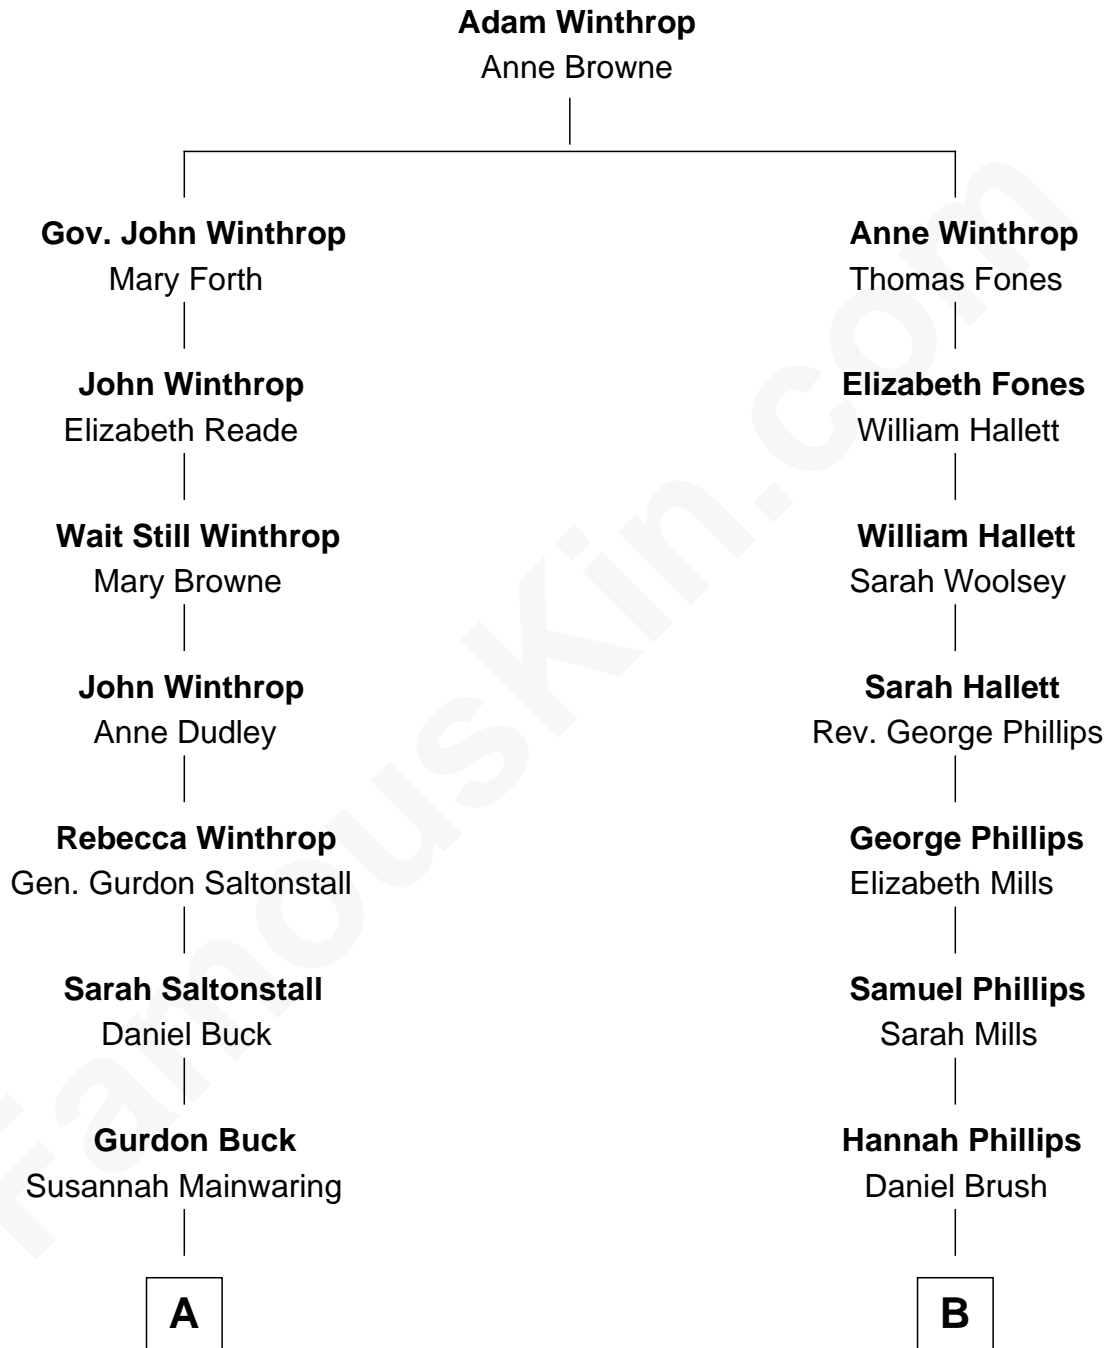 Adam Winthrop
Anne Browne
Gov. John Winthrop
Mary Forth
John Winthrop
Elizabeth Reade
Wait Still Winthrop
Mary Browne
John Winthrop
Anne Dudley
Rebecca Winthrop
Gen. Gurdon Saltonstall
Sarah Saltonstall
Daniel Buck
Gurdon Buck
Susannah Mainwaring
A
Anne Winthrop
Thomas Fones
Elizabeth Fones
William Hallett
William Hallett
Sarah Woolsey
Sarah Hallett
Rev. George Phillips
George Phillips
Elizabeth Mills
Samuel Phillips
Sarah Mills
Hannah Phillips
Daniel Brush
B
FamousKin.com